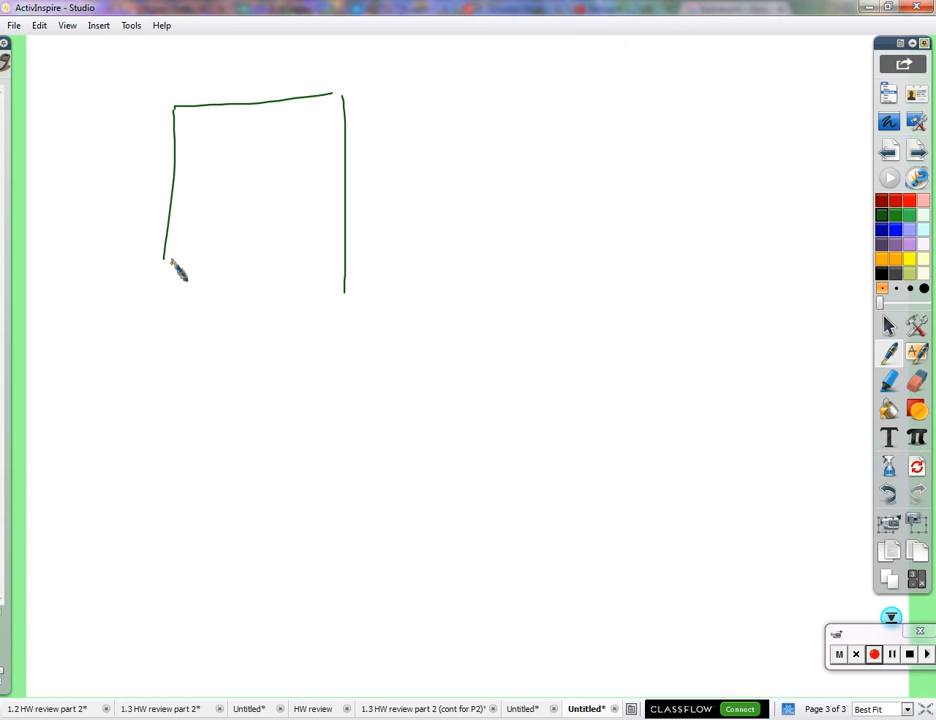 ActivInspire - Studio
File Edit View Insert Tools Help
M
1.2 HW review part 2* 1.3 HW review part 2* Untitled* HW review 1.3 HW review part 2 (cont for P2)* Untitled* Untitled* CLASSFLOW Connect Page 3 of 3 Best Fit